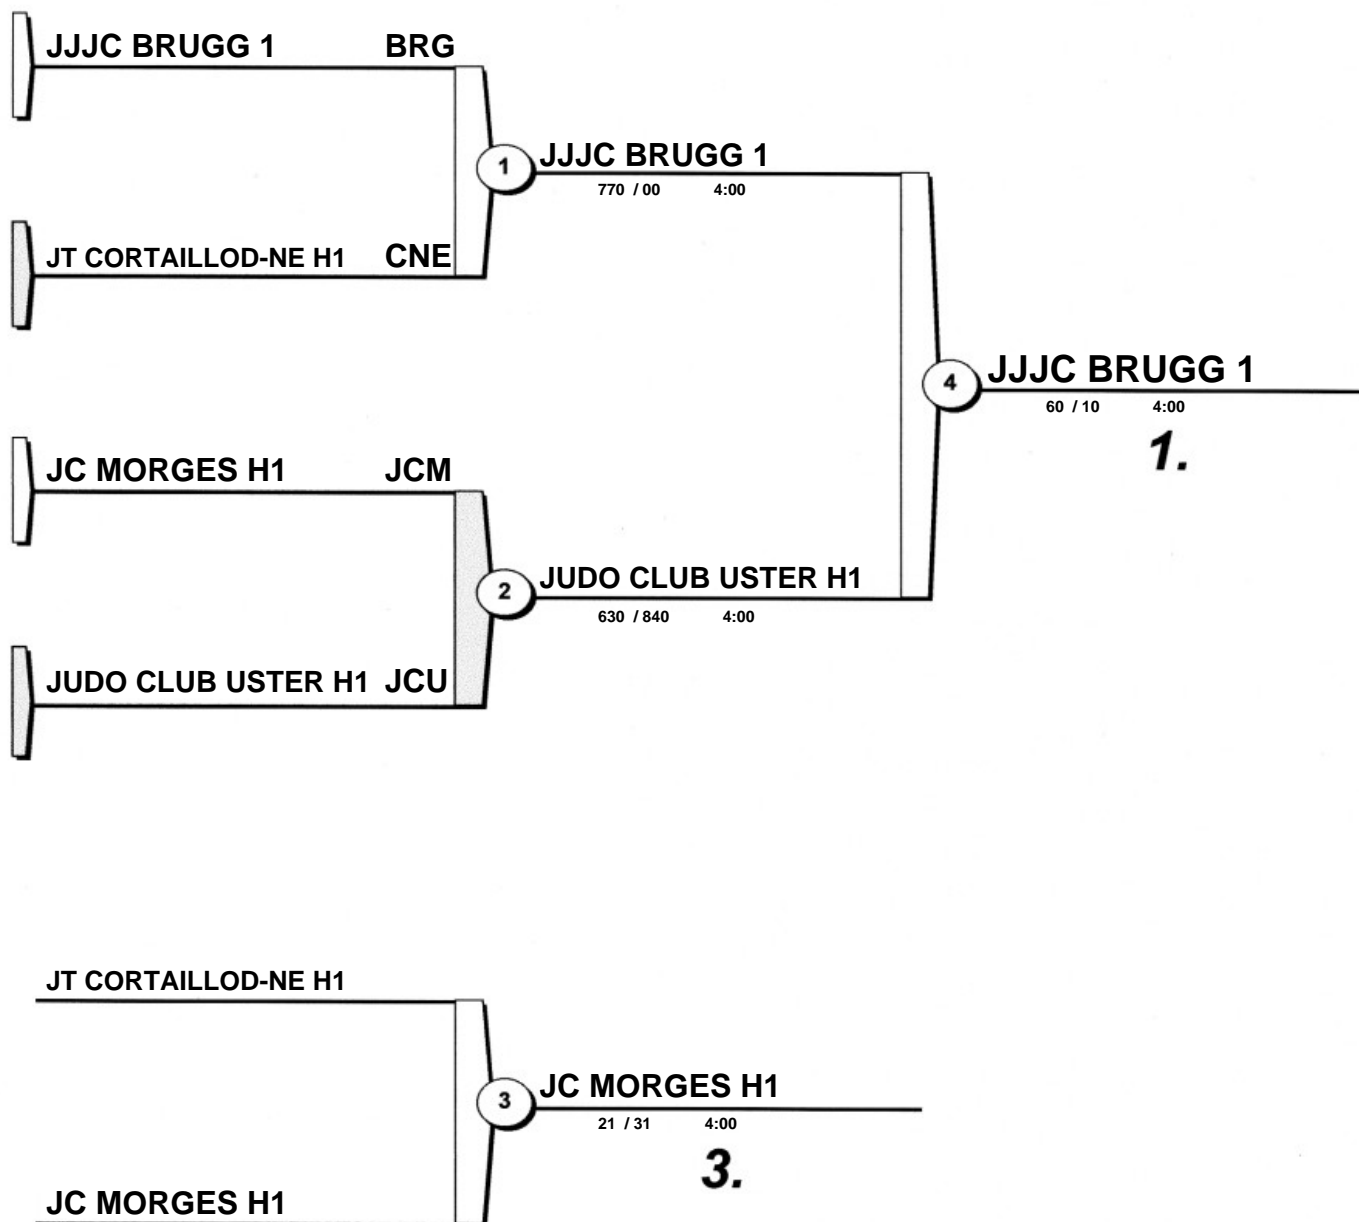 JJJC BRUGG 1 BRG
1 JJJC BRUGG 1
770 / 00 4:00
JT CORTAILLOD-NE H1 CNE
4 JJJC BRUGG 1
60 / 10 4:00
1.
JC MORGES H1 JCM
2 JUDO CLUB USTER H1
630 / 840 4:00
JUDO CLUB USTER H1 JCU
JT CORTAILLOD-NE H1
3 JC MORGES H1
21 / 31 4:00
3.
JC MORGES H1